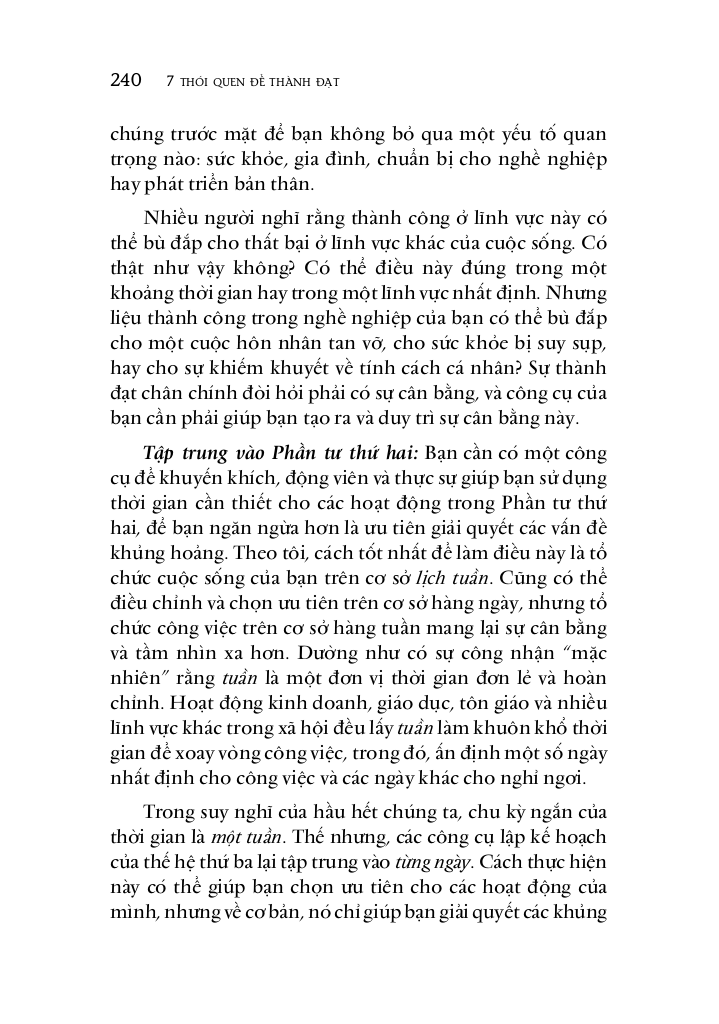 240 7 THÓI QUEN ĐỂ THÀNH ĐẠT
chúng trước mặt để bạn không bỏ qua một yếu tố quan
trọng nào: sức khỏe, gia đình, chuẩn bị cho nghề nghiệp
hay phát triển bản thân.
Nhiều người nghĩ rằng thành công ở lĩnh vực này có
thể bù đắp cho thất bại ở lĩnh vực khác của cuộc sống. Có
thật như vậy không? Có thể điều này đúng trong một
khoảng thời gian hay trong một lĩnh vực nhất định. Nhưng
liệu thành công trong nghề nghiệp của bạn có thể bù đắp
cho một cuộc hôn nhân tan vỡ, cho sức khỏe bị suy sụp,
hay cho sự khiếm khuyết về tính cách cá nhân? Sự thành
đạt chân chính đòi hỏi phải có sự cân bằng, và công cụ của
bạn cần phải giúp bạn tạo ra và duy trì sự cân bằng này.
Tập trung vào Phần tư thứ hai: Bạn cần có một công
cụ để khuyến khích, động viên và thực sự giúp bạn sử dụng
thời gian cần thiết cho các hoạt động trong Phần tư thứ
hai, để bạn ngăn ngừa hơn là ưu tiên giải quyết các vấn đề
khủng hoảng. Theo tôi, cách tốt nhất để làm điều này là tổ
chức cuộc sống của bạn trên cơ sở lịch tuần. Cũng có thể
điều chỉnh và chọn ưu tiên trên cơ sở hàng ngày, nhưng tổ
chức công việc trên cơ sở hàng tuần mang lại sự cân bằng
và tầm nhìn xa hơn. Dường như có sự công nhận “mặc
nhiên” rằng tuần là một đơn vị thời gian đơn lẻ và hoàn
chỉnh. Hoạt động kinh doanh, giáo dục, tôn giáo và nhiều
lĩnh vực khác trong xã hội đều lấy tuần làm khuôn khổ thời
gian để xoay vòng công việc, trong đó, ấn định một số ngày
nhất định cho công việc và các ngày khác cho nghỉ ngơi.
Trong suy nghĩ của hầu hết chúng ta, chu kỳ ngắn của
thời gian là một tuần. Thế nhưng, các công cụ lập kế hoạch
của thế hệ thứ ba lại tập trung vào từng ngày. Cách thực hiện
này có thể giúp bạn chọn ưu tiên cho các hoạt động của
mình, nhưng về cơ bản, nó chỉ giúp bạn giải quyết các khủng